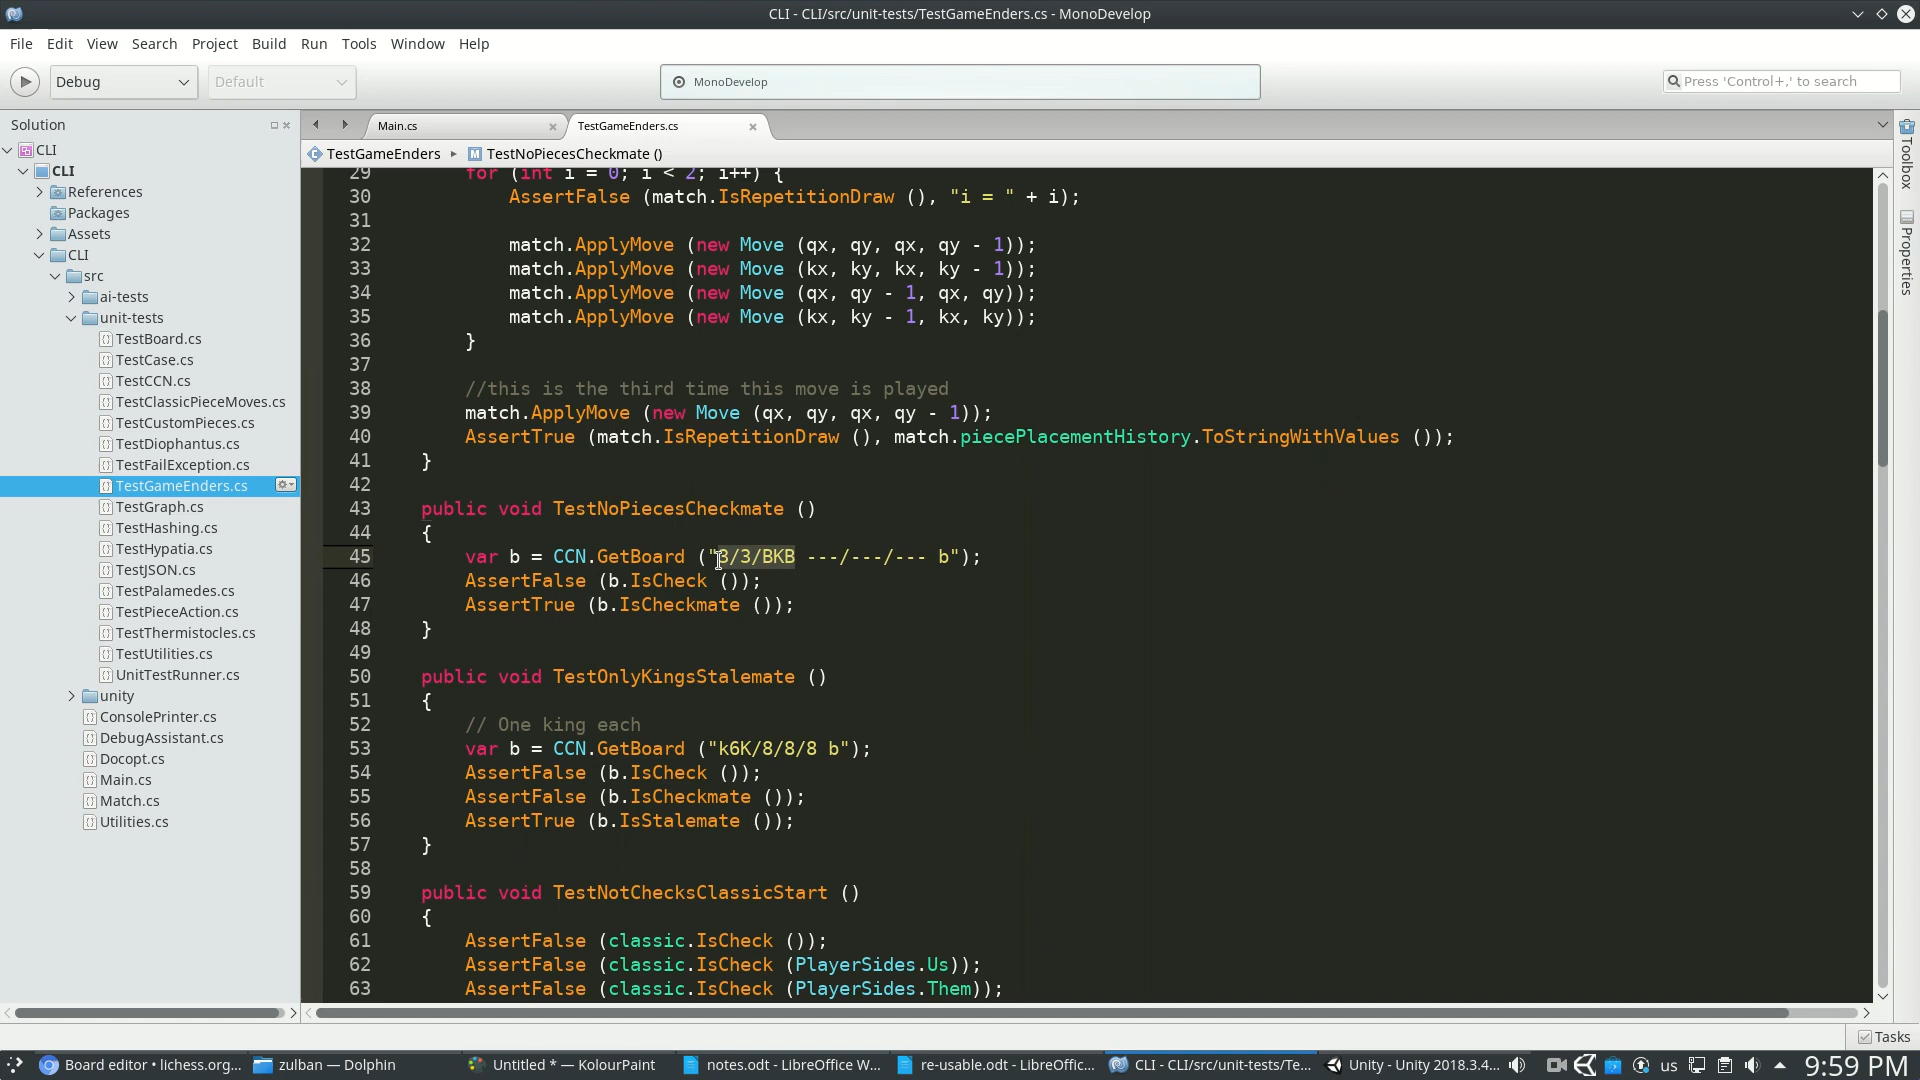 CLI - CLI/src/unit-tests/TestGameEnders.cs - MonoDevelop
File Edit View Search Project Build Run Tools Window Help
Debug Default MonoDevelop Press 'Control+,' to search
Solution
CLI
CLI
References
Packages
Assets
CLI
src
ai-tests
unit-tests
TestBoard.cs
TestCase.cs
TestCCN.cs
TestClassicPieceMoves.cs
TestCustomPieces.cs
TestDiophantus.cs
TestFailException.cs
TestGameEnders.cs
TestGraph.cs
TestHashing.cs
TestHypatia.cs
TestJSON.cs
TestPalamedes.cs
TestPieceAction.cs
TestThermistocles.cs
TestUtilities.cs
UnitTestRunner.cs
unity
ConsolePrinter.cs
DebugAssistant.cs
Docopt.cs
Main.cs
Match.cs
Utilities.cs
Main.cs TestGameEnders.cs
TestGameEnders TestNoPiecesCheckmate ()
29 for (int i = 0; i < 2; i++) {
30 AssertFalse (match.IsRepetitionDraw (), "i = " + i);
31
32 match.ApplyMove (new Move (qx, qy, qx, qy - 1));
33 match.ApplyMove (new Move (kx, ky, kx, ky - 1));
34 match.ApplyMove (new Move (qx, qy - 1, qx, qy));
35 match.ApplyMove (new Move (kx, ky - 1, kx, ky));
36 }
37
38 //this is the third time this move is played
39 match.ApplyMove (new Move (qx, qy, qx, qy - 1));
40 AssertTrue (match.IsRepetitionDraw (), match.piecePlacementHistory.ToStringWithValues ());
41 }
42
43 public void TestNoPiecesCheckmate ()
44 {
45 var b = CCN.GetBoard ("3/3/BKB ---/---/--- b");
46 AssertFalse (b.IsCheck ());
47 AssertTrue (b.IsCheckmate ());
48 }
49
50 public void TestOnlyKingsStalemate ()
51 {
52 // One king each
53 var b = CCN.GetBoard ("k6K/8/8/8 b");
54 AssertFalse (b.IsCheck ());
55 AssertFalse (b.IsCheckmate ());
56 AssertTrue (b.IsStalemate ());
57 }
58
59 public void TestNotChecksClassicStart ()
60 {
61 AssertFalse (classic.IsCheck ());
62 AssertFalse (classic.IsCheck (PlayerSides.Us));
63 AssertFalse (classic.IsCheck (PlayerSides.Them));
Toolbox
Properties
Tasks
Board editor • lichess.org... zulban — Dolphin Untitled * — KolourPaint notes.odt - LibreOffice W... re-usable.odt - LibreOffic... CLI - CLI/src/unit-tests/Te... Unity - Unity 2018.3.4... us 9:59 PM